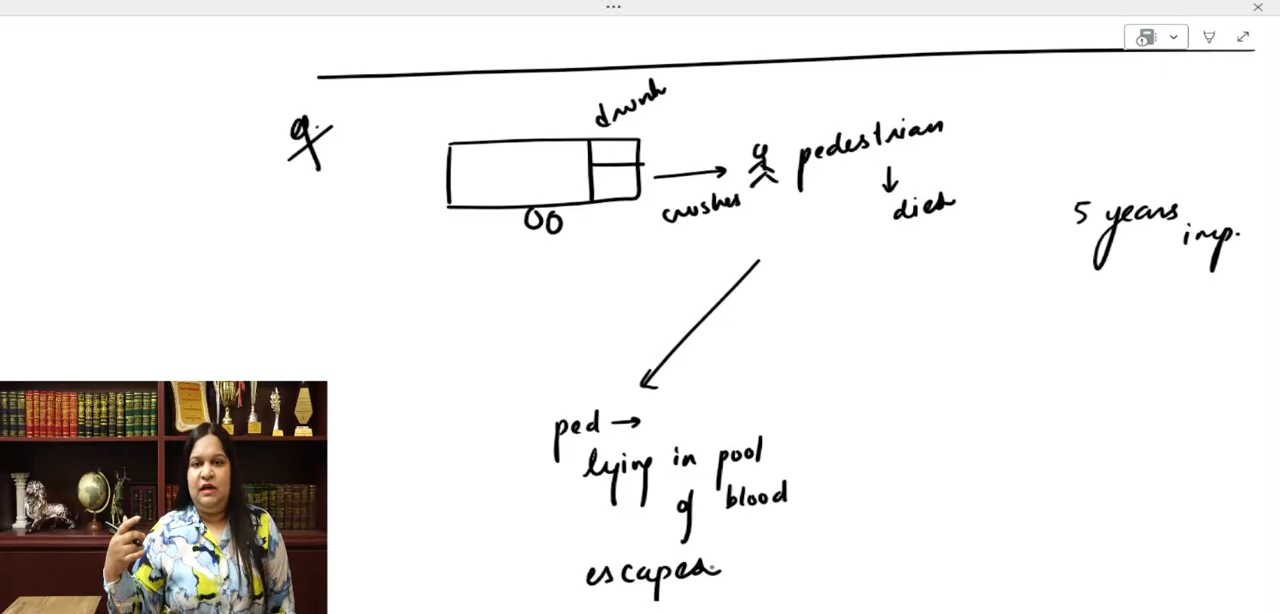 q.
drunk
crushes
pedestrian
died
5 years
imp.
ped →
lying in pool
of blood
escapes.